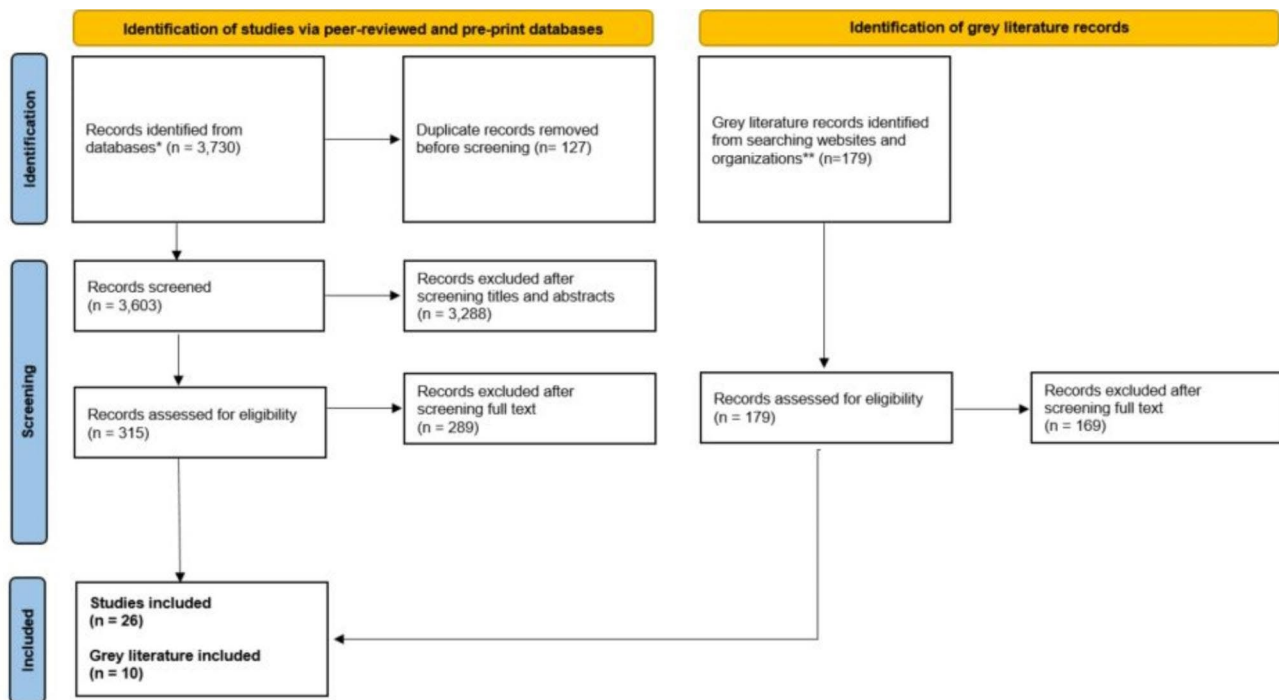 Identification of studies via peer-reviewed and pre-print databases
Identification of grey literature records
Identification
Records identified from
databases* (n = 3,730)
Duplicate records removed
before screening (n= 127)
Grey literature records identified
from searching websites and
organizations** (n=179)
Screening
Records screened
(n = 3,603)
Records excluded after
screening titles and abstracts
(n = 3,288)
Records assessed for eligibility
(n = 315)
Records excluded after
screening full text
(n = 289)
Records assessed for eligibility
(n = 179)
Records excluded after
screening full text
(n = 169)
Included
Studies included
(n = 26)
Grey literature included
(n = 10)